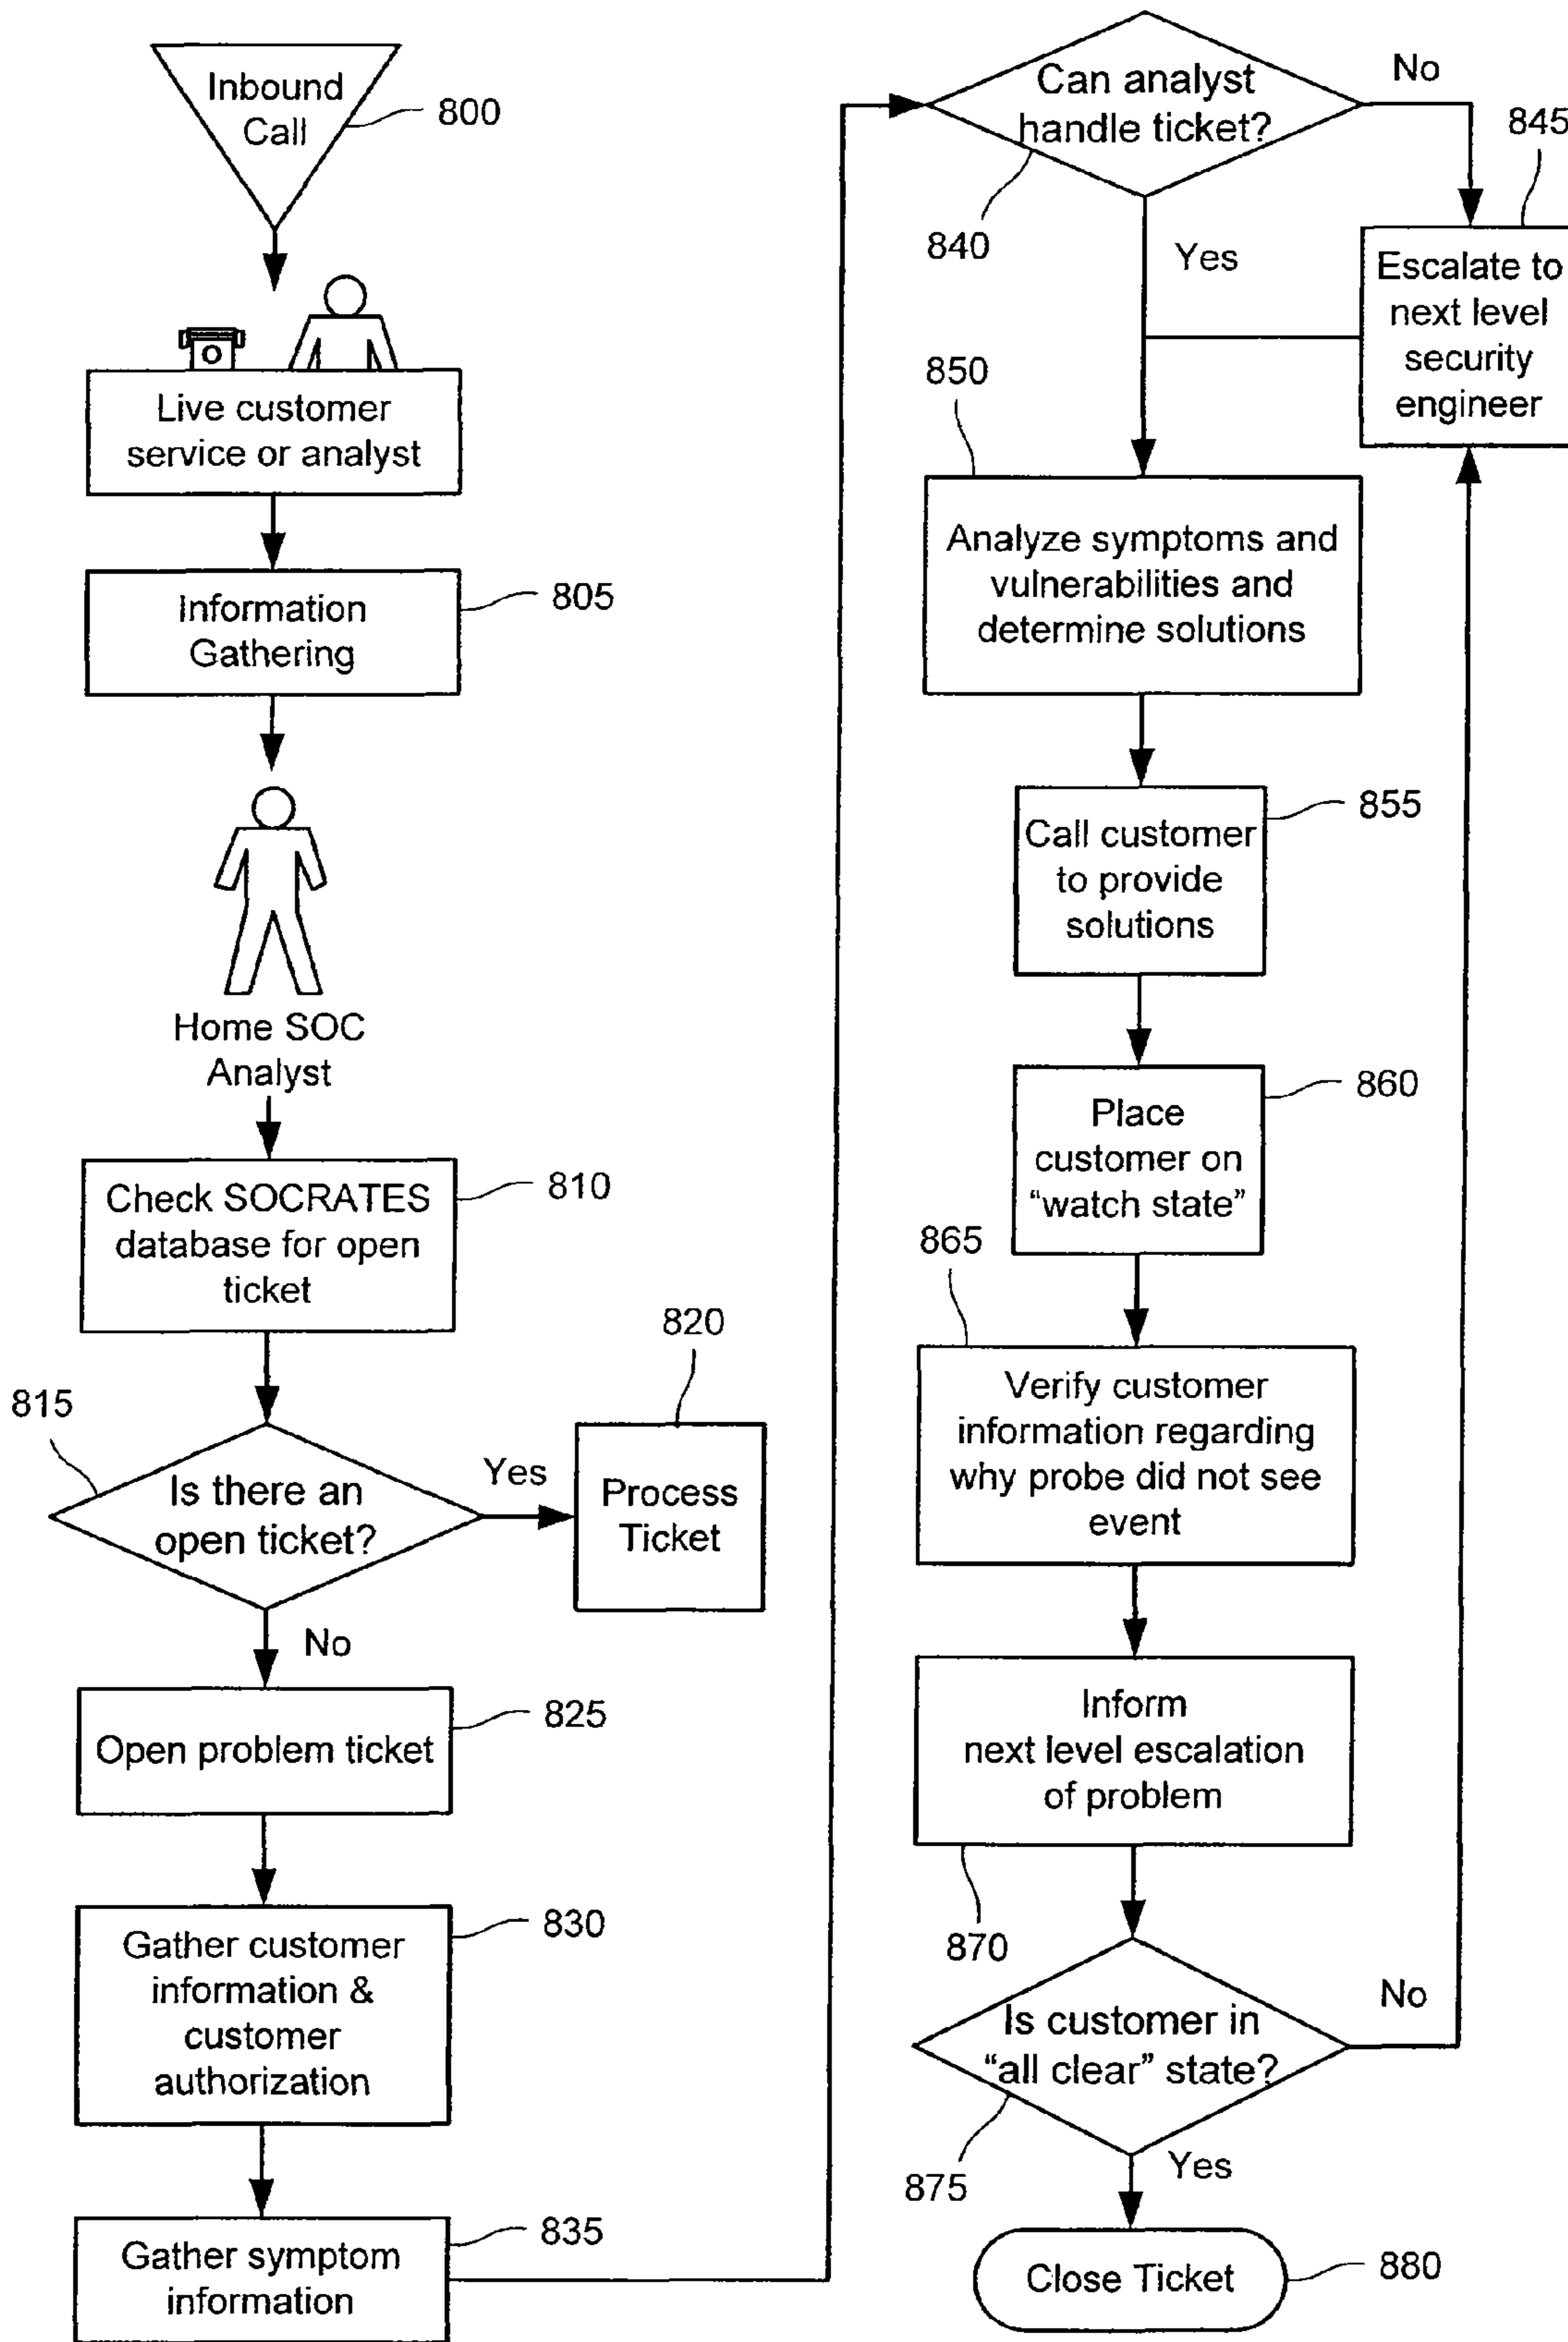 Inbound
Call
800
Live customer
service or analyst
Information
Gathering
805
Home SOC
Analyst
Check SOCRATES
database for open
ticket
810
815
Is there an
open ticket?
Yes
820
Process
Ticket
No
Open problem ticket
825
Gather customer
information &
customer
authorization
830
Gather symptom
information
835
Can analyst
handle ticket?
No
840
Yes
845
Escalate to
next level
security
engineer
850
Analyze symptoms and
vulnerabilities and
determine solutions
Call customer
to provide
solutions
855
Place
customer on
“watch state”
860
865
Verify customer
information regarding
why probe did not see
event
Inform
next level escalation
of problem
870
Is customer in
“all clear” state?
No
875
Yes
Close Ticket
880